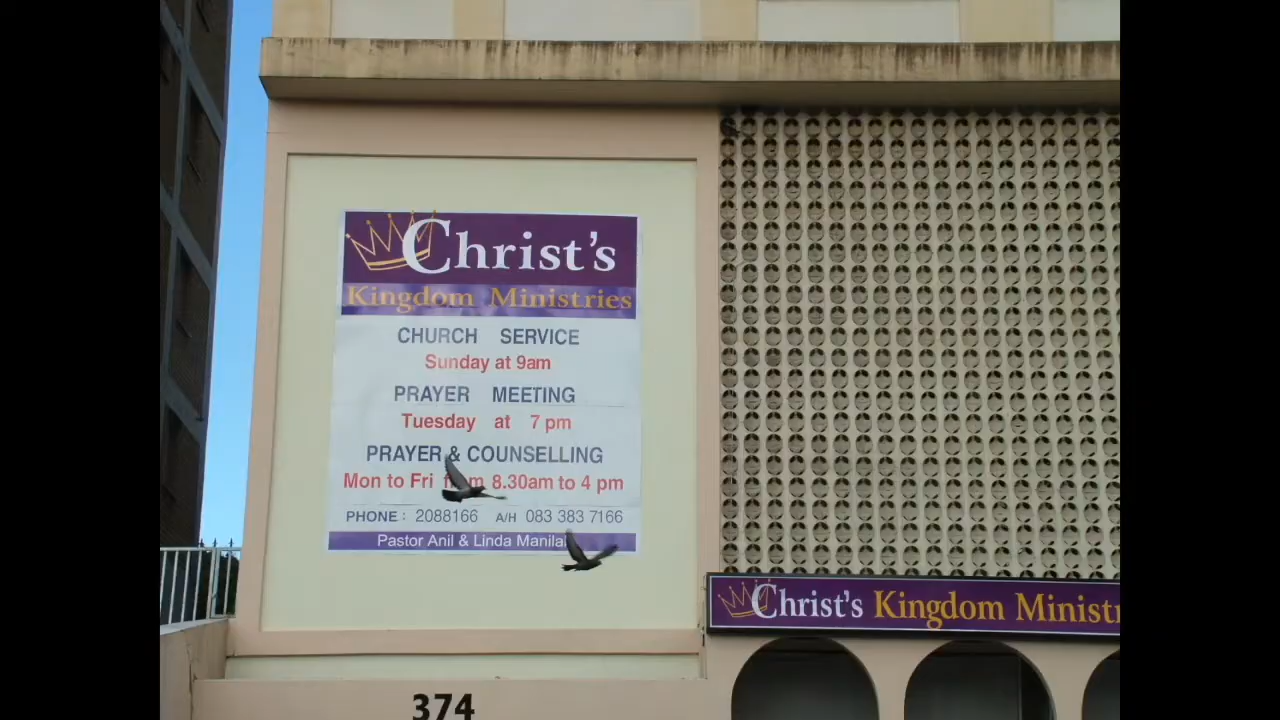 Christ's
Kingdom Ministries
CHURCH SERVICE
Sunday at 9am
PRAYER MEETING
Tuesday at 7 pm
PRAYER & COUNSELLING
Mon to Fri from 8.30am to 4 pm
PHONE: 2088166 A/H 083 383 7166
Pastor Anil & Linda
Christ's Kingdom
374